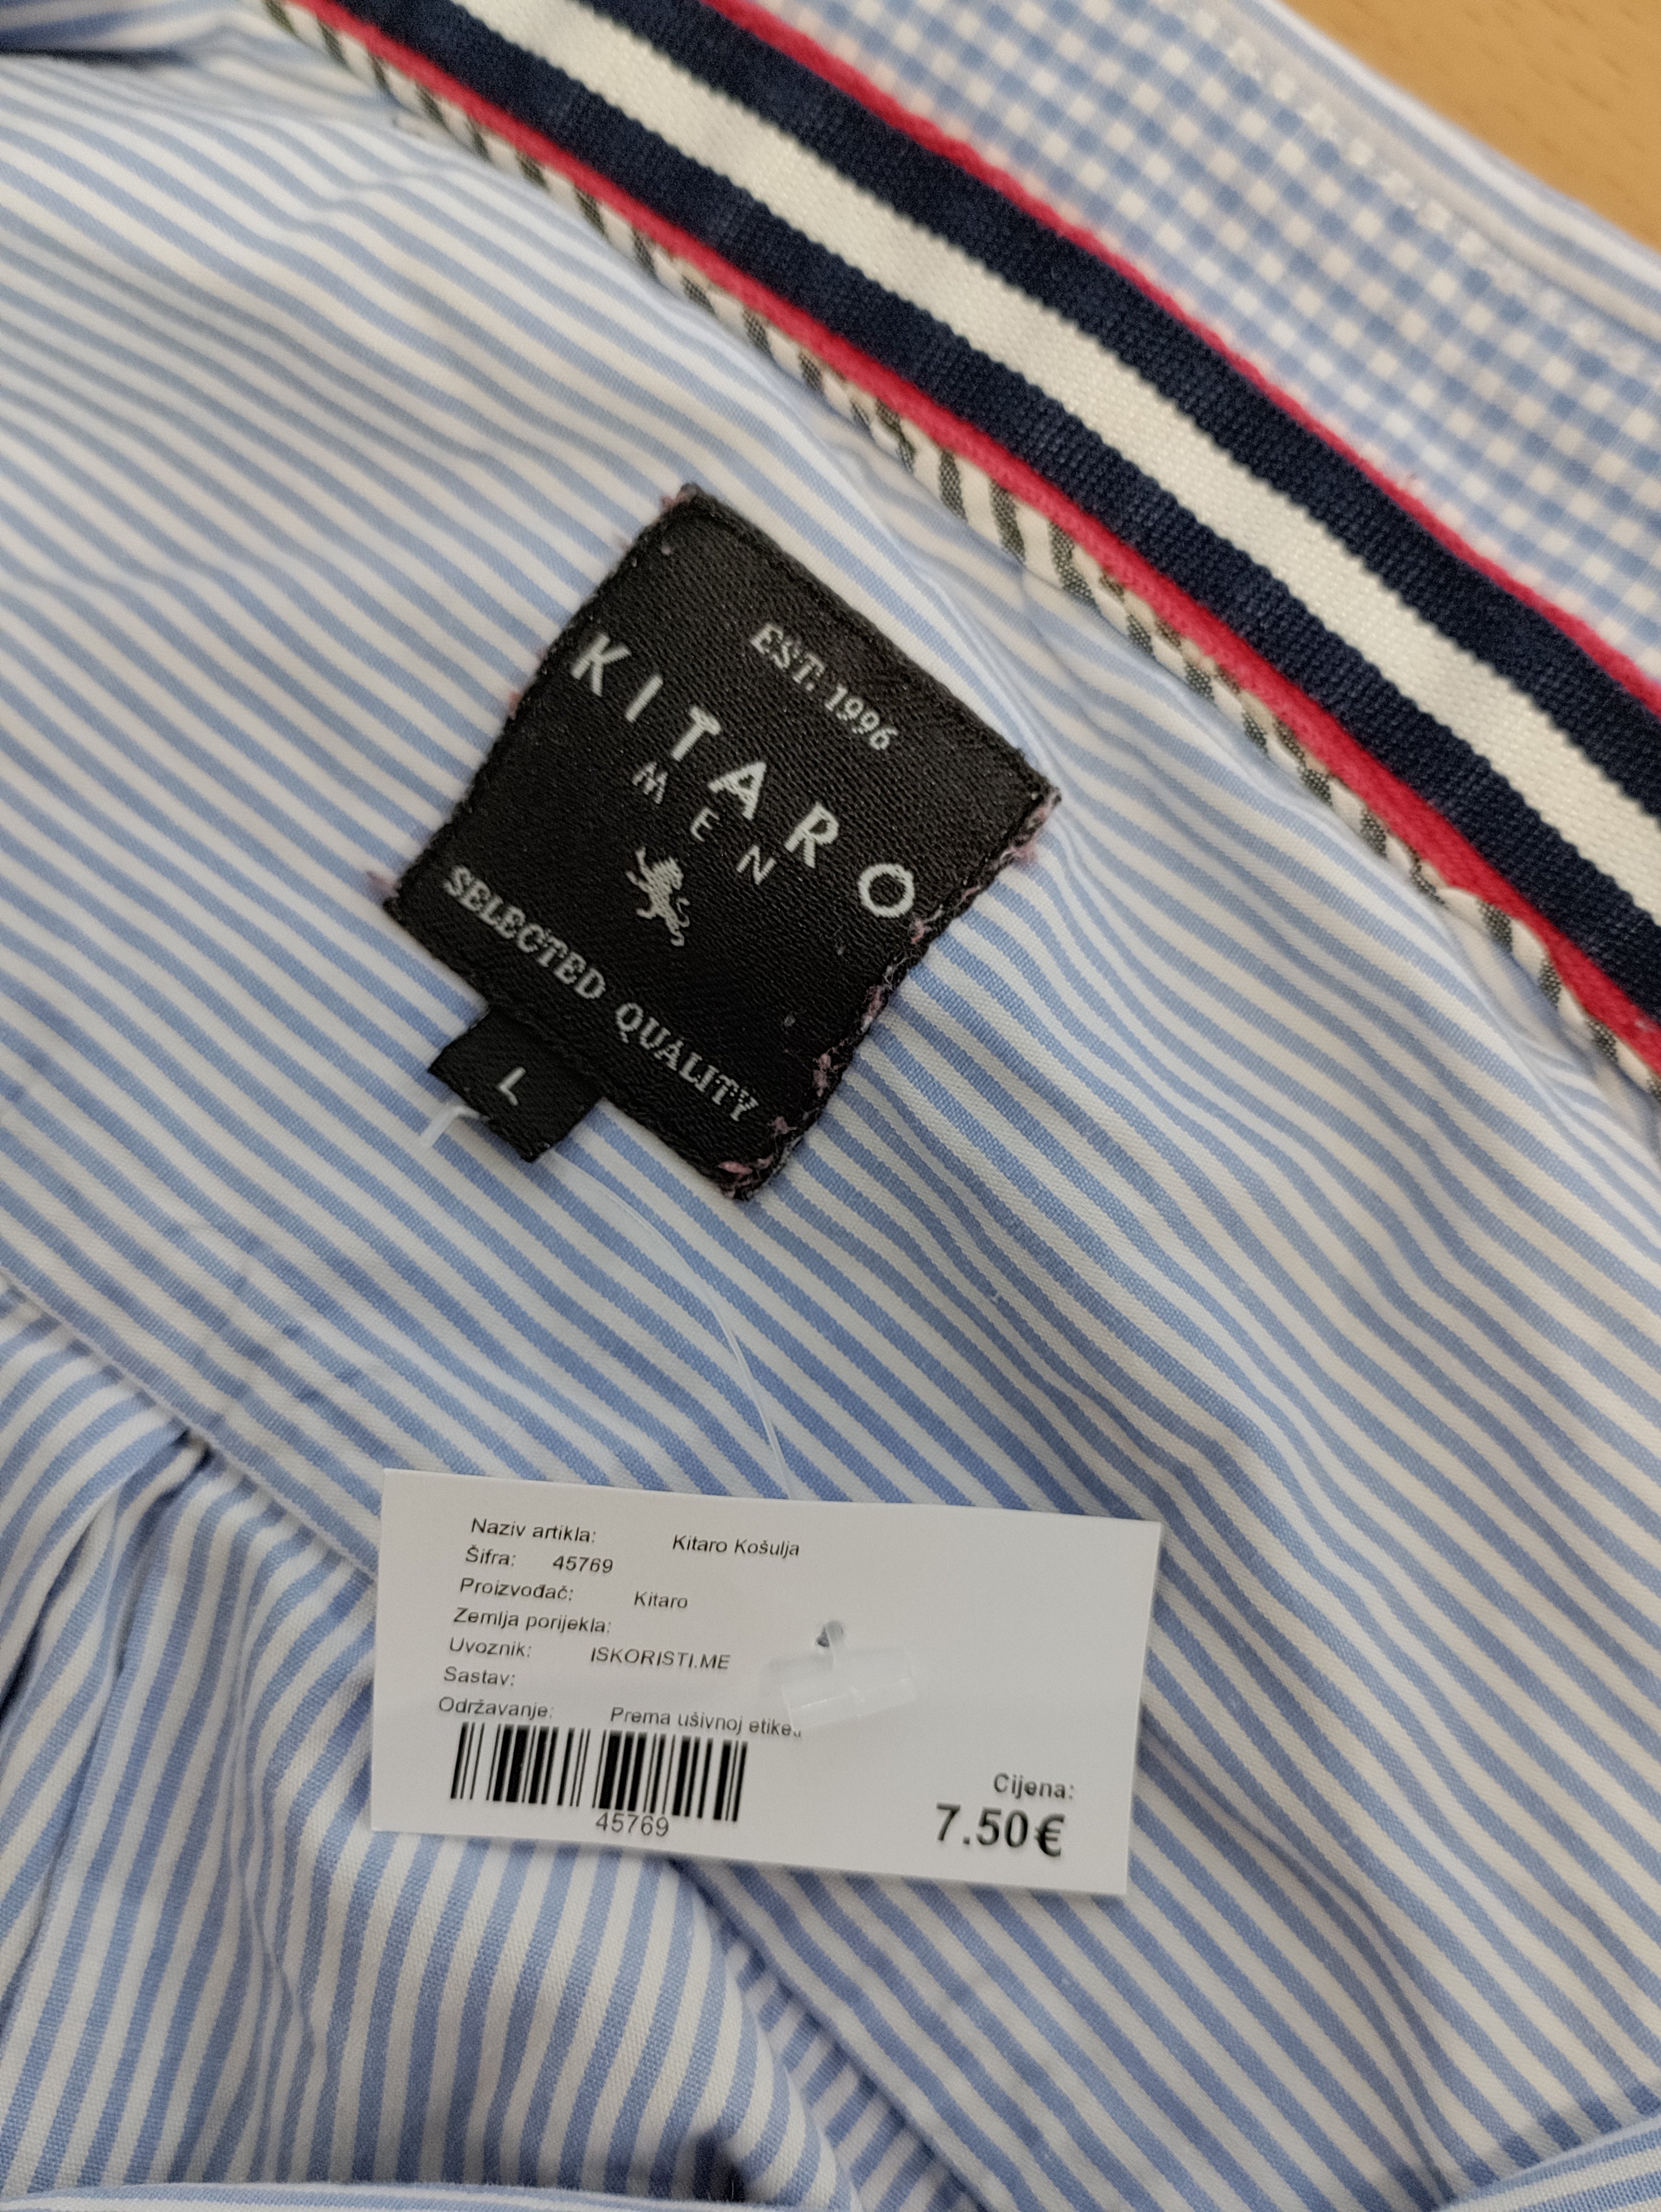 EST. 1996
KITARO
MEN
SELECTED QUALITY
L
Naziv artikla: Kitaro Košulja
Šifra: 45769
Proizvođač: Kitaro
Zemlja porijekla:
Uvoznik: ISKORISTI.ME
Sastav:
Održavanje: Prema ušivnoj
45769
Cijena:
7.50€